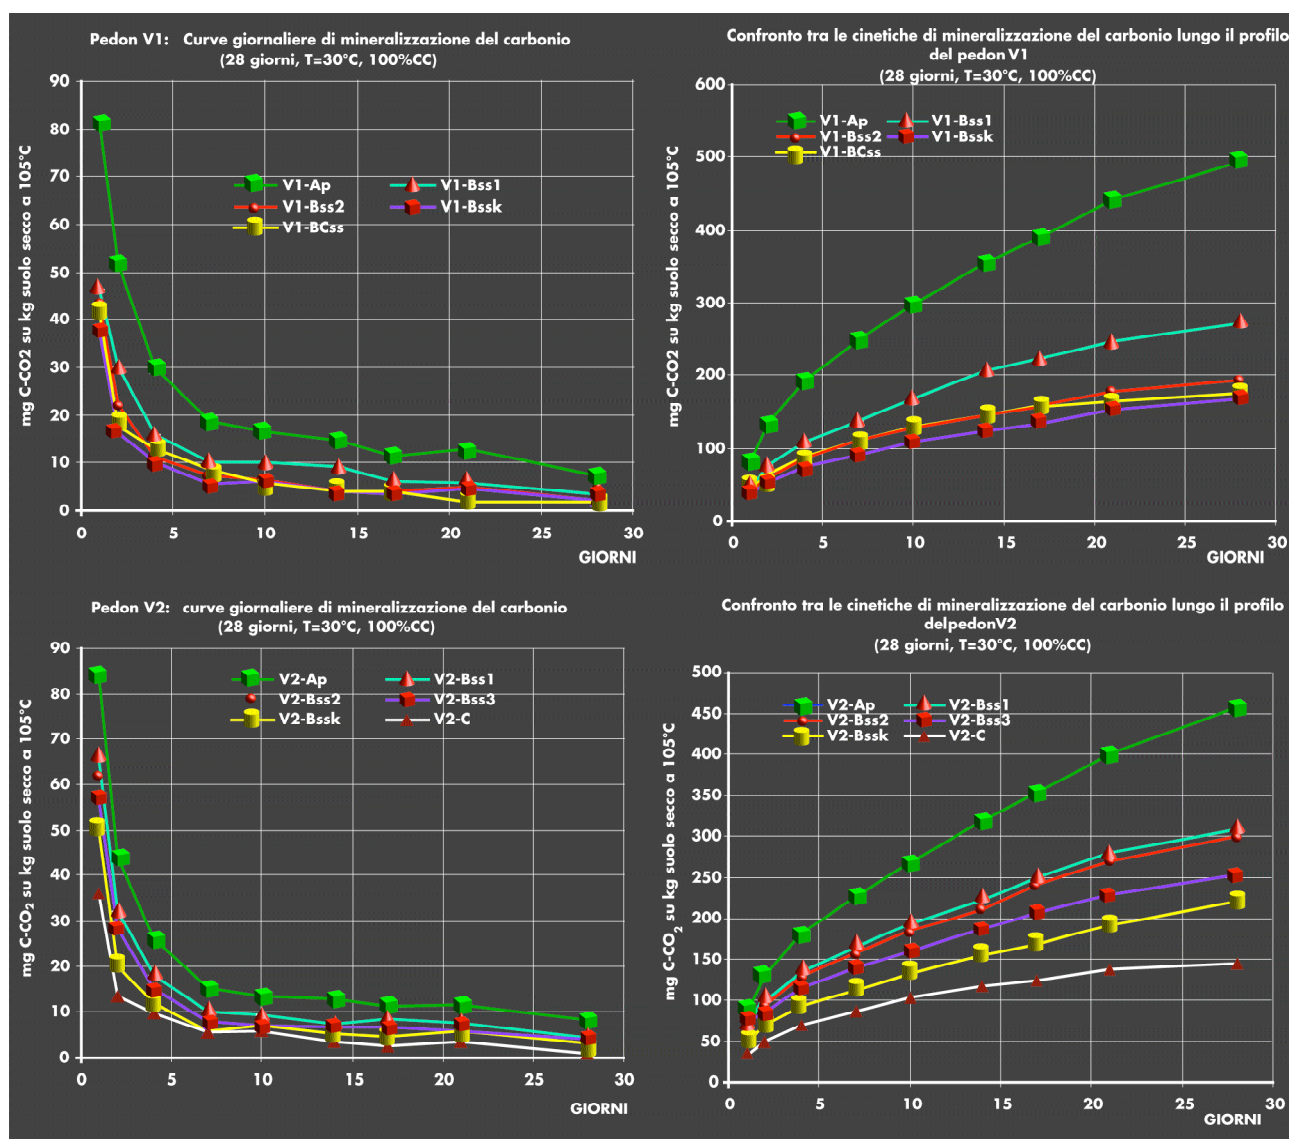 Pedon V1: Curve giornaliere di mineralizzazione del carbonio
(28 giorni, T=30°C, 100%CC)
mg C-CO2 su kg suolo secco a 105°C
90
80
70
60
50
40
30
20
10
0
V1-Ap
V1-Bss1
V1-Bss2
V1-Bssk
V1-BCss
0 5 10 15 20 25 30
GIORNI
Confronto tra le cinetiche di mineralizzazione del carbonio lungo il profilo
del pedon V1
(28 giorni, T=30°C, 100%CC)
mg C-CO2 su kg suolo secco a 105°C
600
500
400
300
200
100
0
V1-Ap
V1-Bss1
V1-Bss2
V1-Bssk
V1-BCss
0 5 10 15 20 25 30
GIORNI
Pedon V2: curve giornaliere di mineralizzazione del carbonio
(28 giorni, T=30°C, 100%CC)
mg C-CO₂ su kg suolo secco a 105°C
90
80
70
60
50
40
30
20
10
0
V2-Ap
V2-Bss1
V2-Bss2
V2-Bss3
V2-Bssk
V2-C
0 5 10 15 20 25 30
GIORNI
Confronto tra le cinetiche di mineralizzazione del carbonio lungo il profilo
delpedonV2
(28 giorni, T=30°C, 100%CC)
mg C-CO₂ su kg suolo secco a 105°C
500
450
400
350
300
250
200
150
100
50
0
V2-Ap
V2-Bss1
V2-Bss2
V2-Bss3
V2-Bssk
V2-C
0 5 10 15 20 25 30
GIORNI